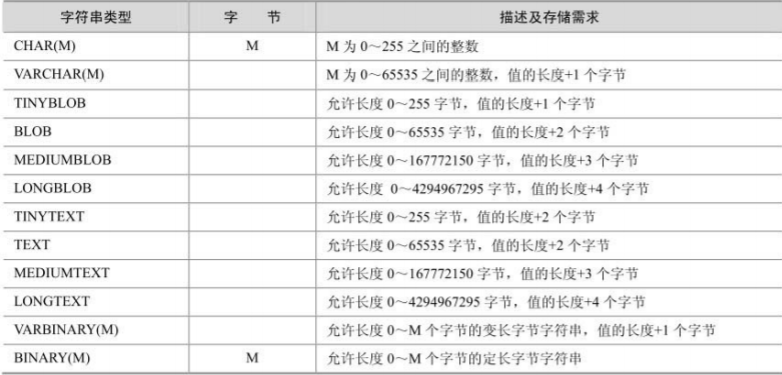 字符串类型 字 节 描述及存储需求
CHAR(M) M M 为 0～255 之间的整数
VARCHAR(M) M 为 0～65535 之间的整数，值的长度+1 个字节
TINYBLOB 允许长度 0～255 字节，值的长度+1 个字节
BLOB 允许长度 0～65535 字节，值的长度+2 个字节
MEDIUMBLOB 允许长度 0～167772150 字节，值的长度+3 个字节
LONGBLOB 允许长度 0～4294967295 字节，值的长度+4 个字节
TINYTEXT 允许长度 0～255 字节，值的长度+2 个字节
TEXT 允许长度 0～65535 字节，值的长度+2 个字节
MEDIUMTEXT 允许长度 0～167772150 字节，值的长度+3 个字节
LONGTEXT 允许长度 0～4294967295 字节，值的长度+4 个字节
VARBINARY(M) 允许长度 0～M 个字节的变长字节字符串，值的长度+1 个字节
BINARY(M) M 允许长度 0～M 个字节的定长字节字符串